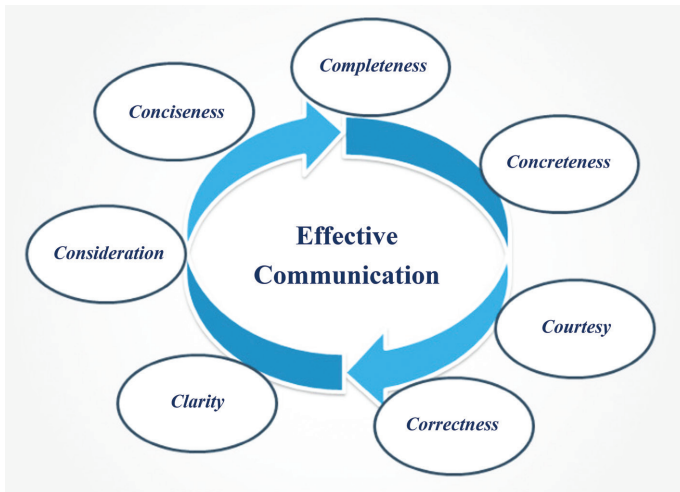 Completeness
Conciseness
Concreteness
Effective
Communication
Consideration
Courtesy
Clarity
Correctness